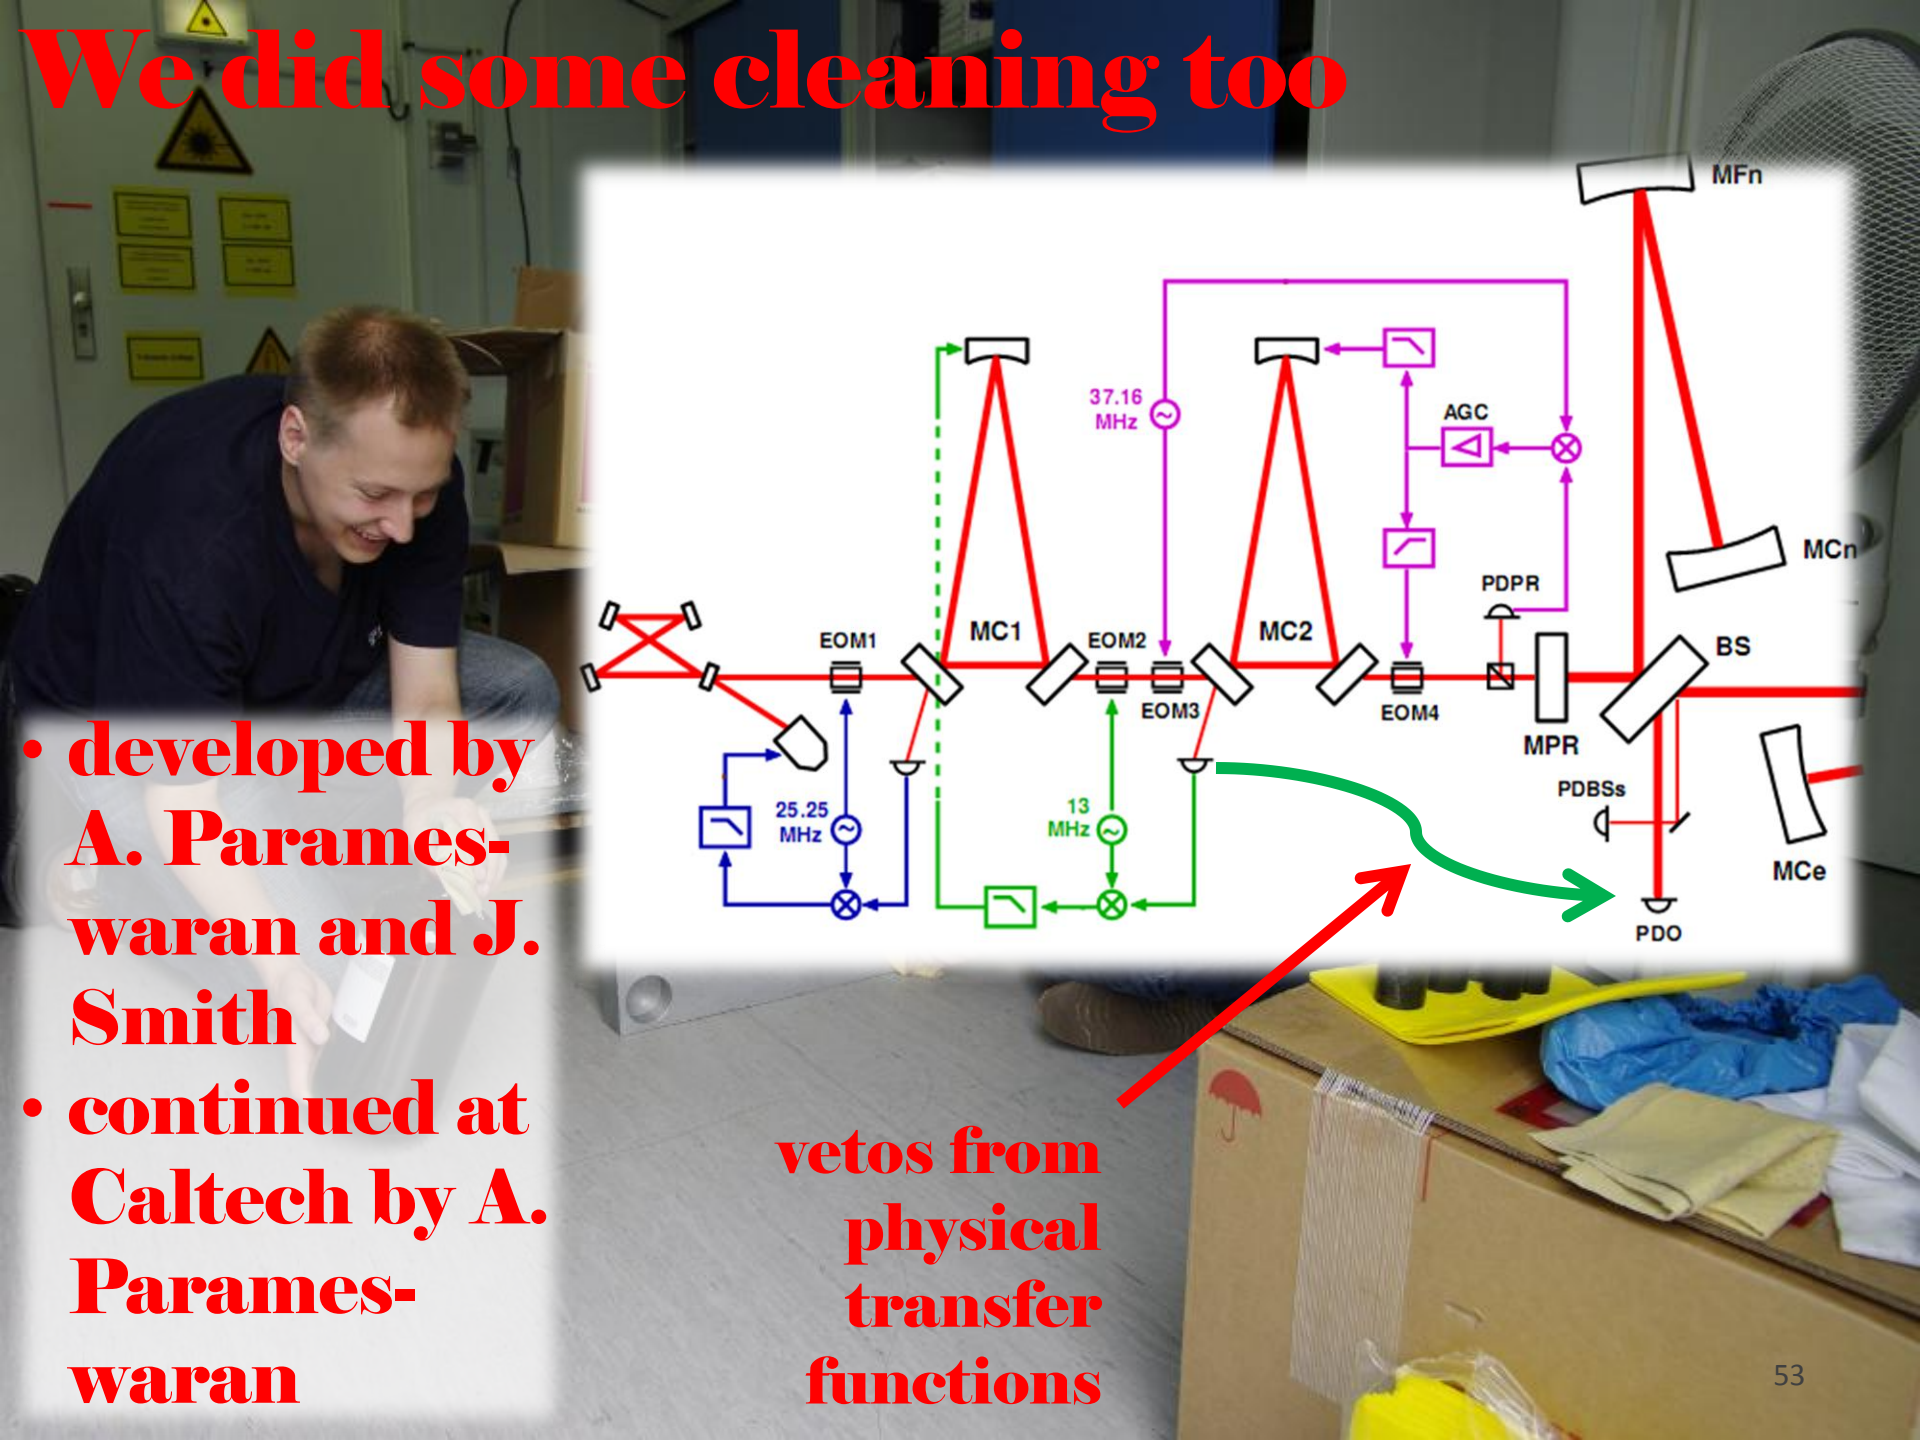 We did some cleaning too
MFn
37.16
MHz
AGC
MCn
PDPR
EOM1
MC1
EOM2
MC2
BS
EOM3
EOM4
MPR
PDBSs
25.25
MHz
13
MHz
MCe
PDO
• developed by
A. Parames-
waran and J.
Smith
• continued at
Caltech by A.
Parames-
waran
vetos from
physical
transfer
functions
53